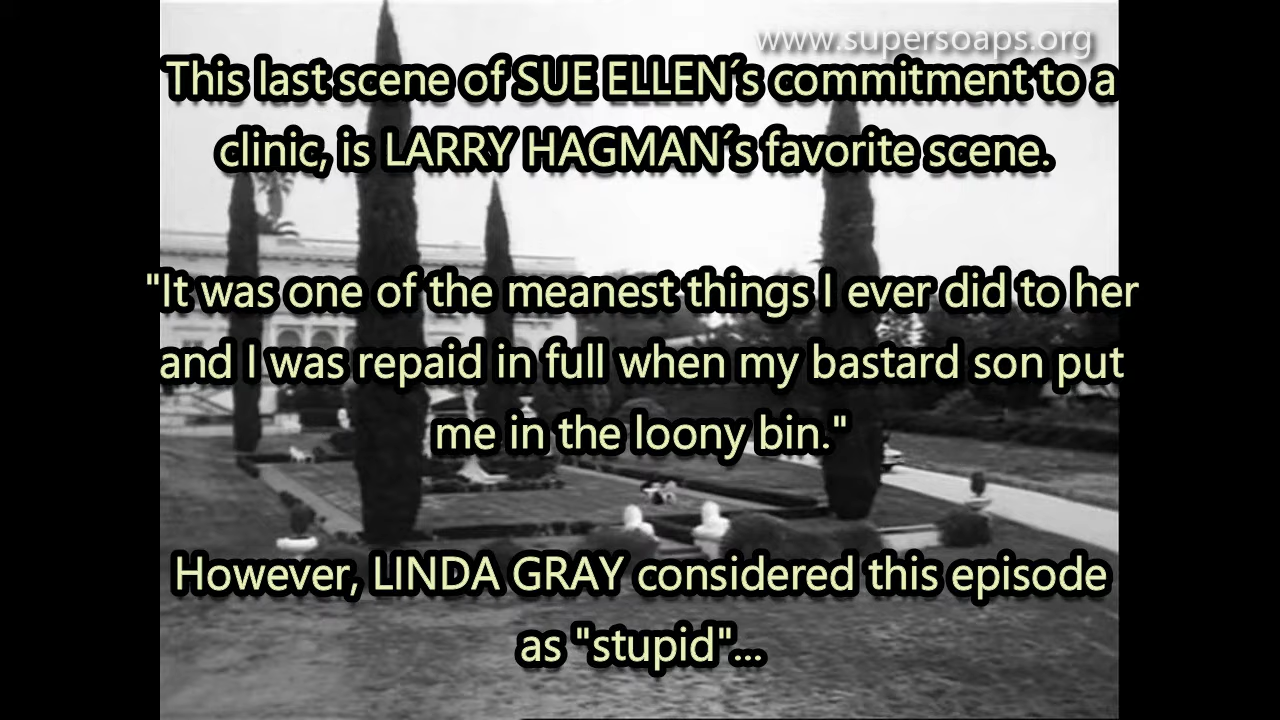 www.supersoaps.org
This last scene of SUE ELLEN´s commitment to a
clinic, is LARRY HAGMAN´s favorite scene.
"It was one of the meanest things I ever did to her
and I was repaid in full when my bastard son put
me in the loony bin."
However, LINDA GRAY considered this episode
as "stupid"...